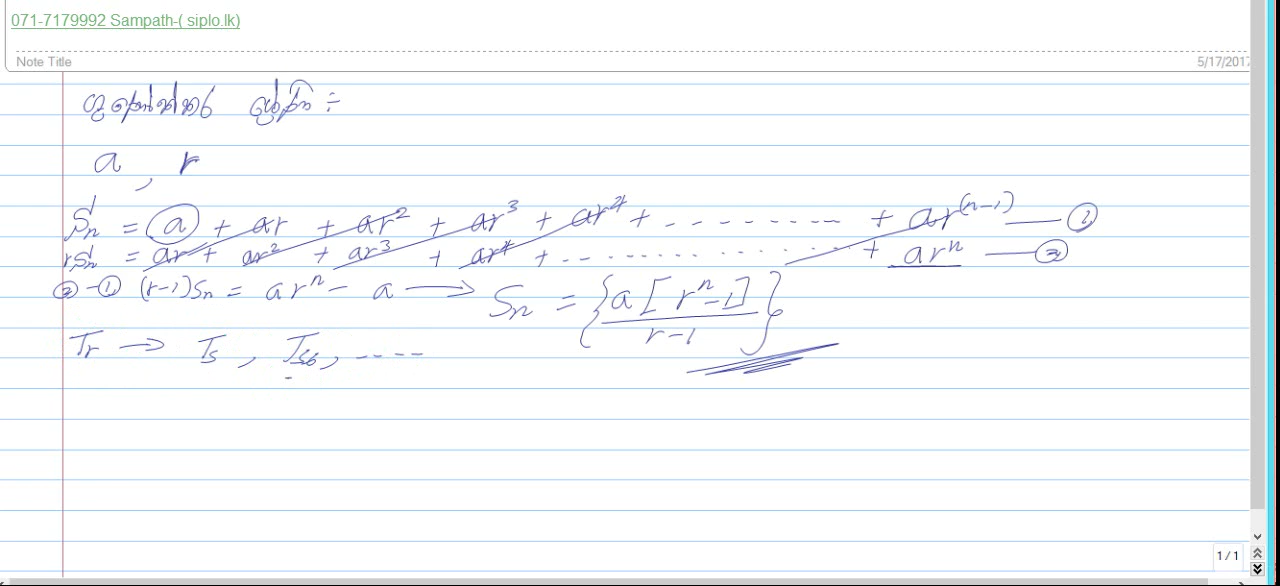 071-7179992 Sampath-( siplo.lk)
Note Title
5/17/2017
ගුණෝත්තර ශ්‍රේඪි :-
a , r
Sn = a + ar + ar² + ar³ + ar⁴ + ---------- + ar^(n-1) —— ①
rSn = ar + ar² + ar³ + ar⁴ + ............. + arⁿ —— ②
② - ① (r-1)Sn = arⁿ - a ⟶ Sn = { a [ rⁿ-1 ] / r-1 }
Tr → T5 , T56 , ----
1 / 1